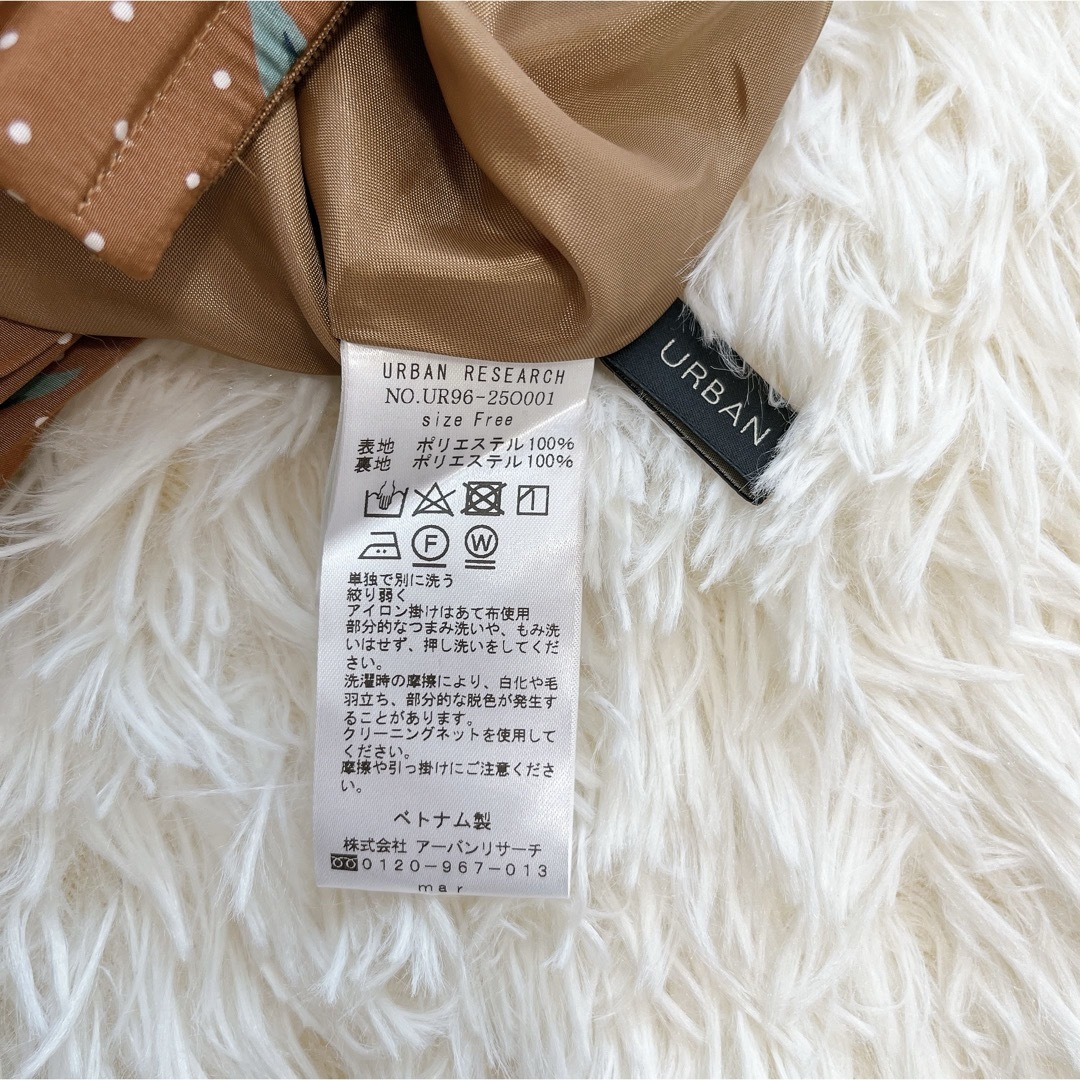 URBAN RESEARCH
NO.UR96-25O001
size Free
表地 ポリエステル100%
裏地 ポリエステル100%
1
F
W
単独で別に洗う
絞り弱く
アイロン掛けはあて布使用
部分的なつまみ洗いや、もみ洗
いはせず、押し洗いをしてくだ
さい。
洗濯時の摩擦により、白化や毛
羽立ち、部分的な脱色が発生す
ることがあります。
クリーニングネットを使用して
ください。
摩擦や引っ掛けにご注意くださ
い。
ベトナム製
株式会社 アーバンリサーチ
0120-967-013
mar
URBAN